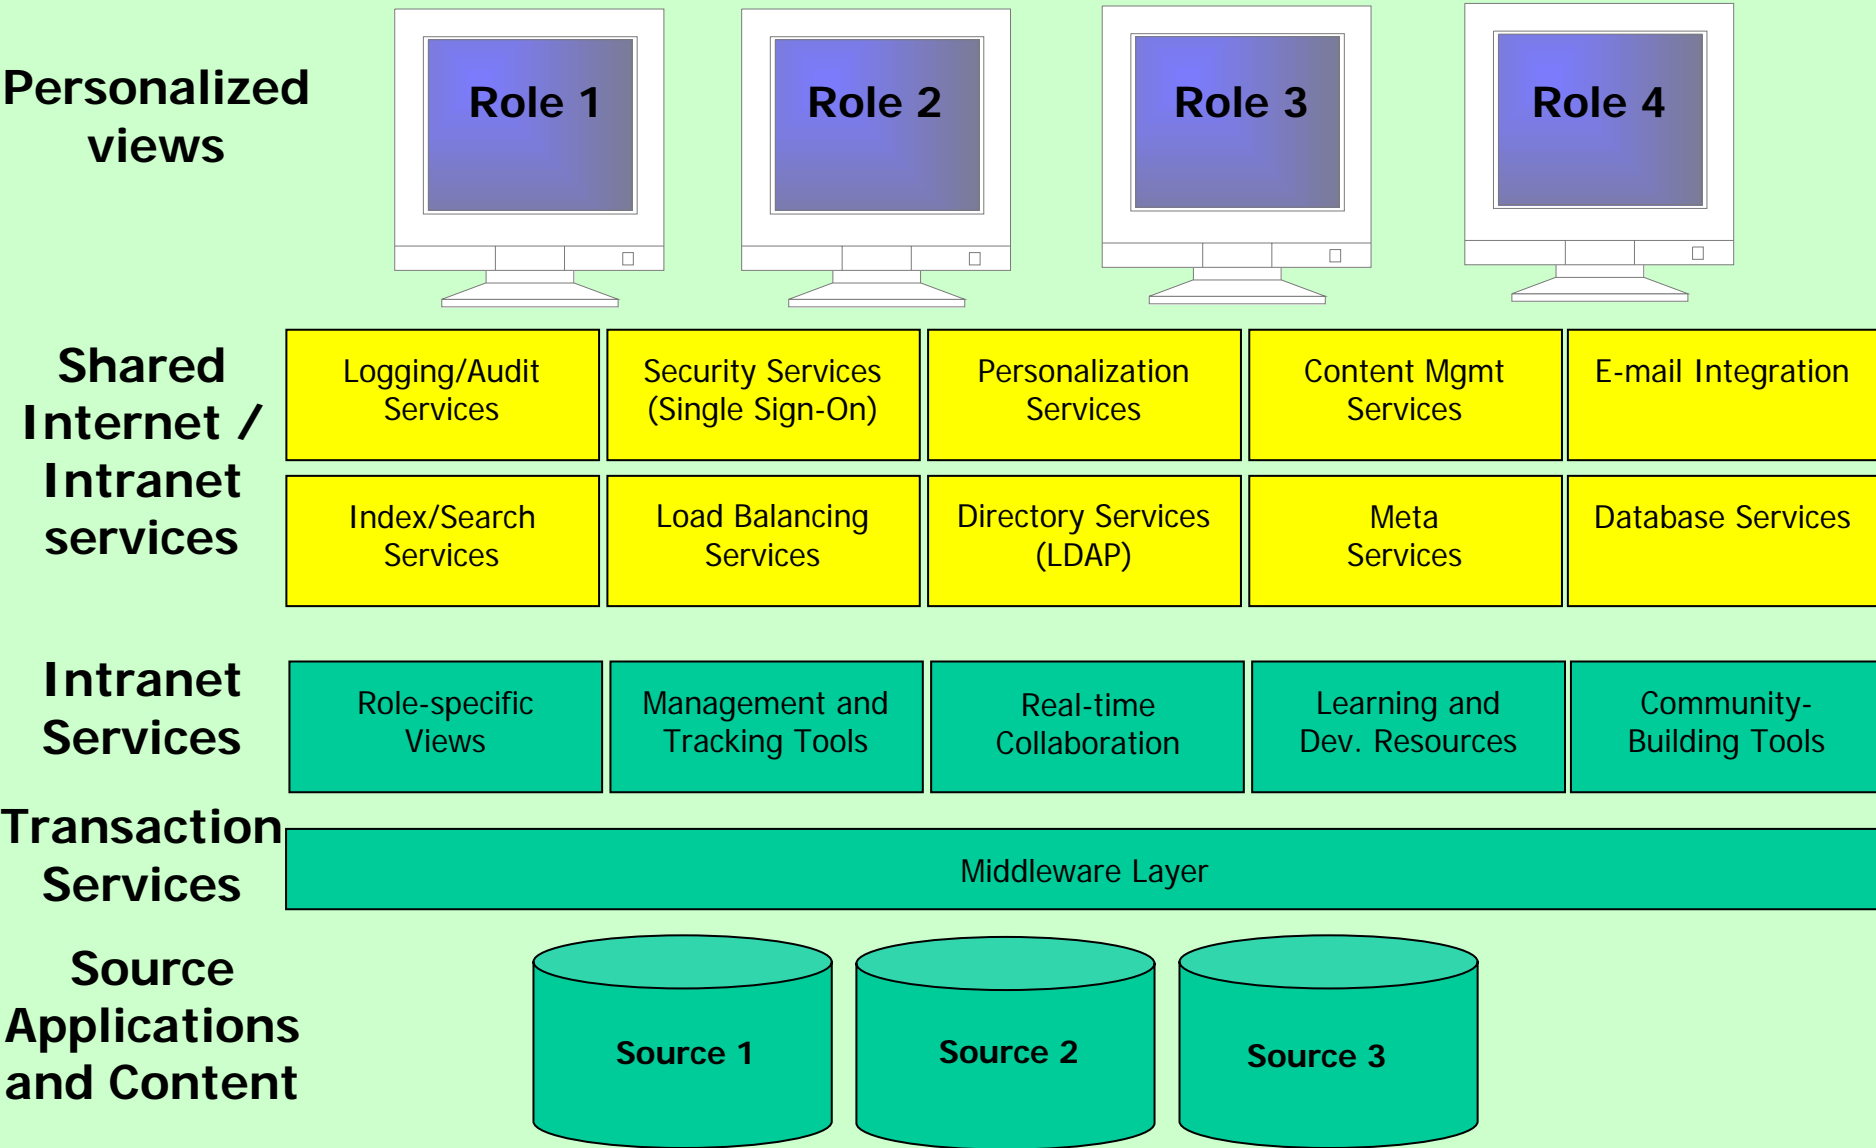 Personalized
views
Role 1
Role 2
Role 3
Role 4
Shared
Internet /
Intranet
services
Logging/Audit
Services
Security Services
(Single Sign-On)
Personalization
Services
Content Mgmt
Services
E-mail Integration
Index/Search
Services
Load Balancing
Services
Directory Services
(LDAP)
Meta
Services
Database Services
Intranet
Services
Role-specific
Views
Management and
Tracking Tools
Real-time
Collaboration
Learning and
Dev. Resources
Community-
Building Tools
Transaction
Services
Middleware Layer
Source
Applications
and Content
Source 1
Source 2
Source 3